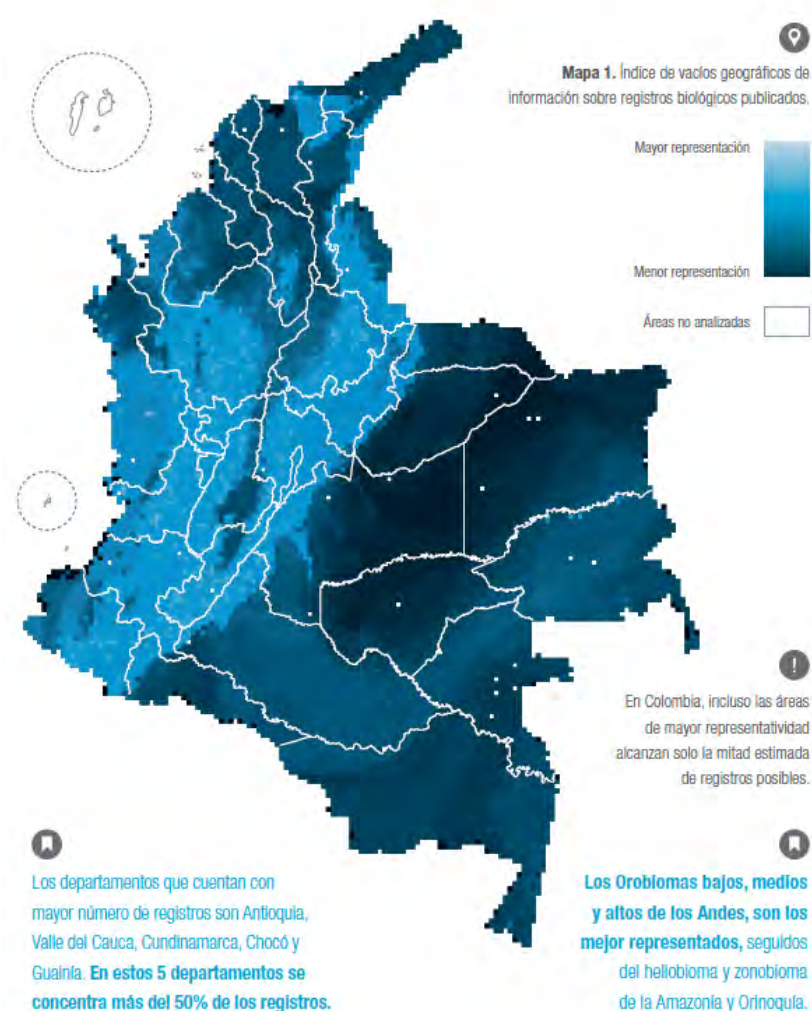 Mapa 1. Índice de vacíos geográficos de
información sobre registros biológicos publicados.
Mayor representación
Menor representación
Áreas no analizadas
!
En Colombia, incluso las áreas
de mayor representatividad
alcanzan solo la mitad estimada
de registros posibles.
Los departamentos que cuentan con
mayor número de registros son Antioquia,
Valle del Cauca, Cundinamarca, Chocó y
Guainía. En estos 5 departamentos se
concentra más del 50% de los registros.
Los Orobiomas bajos, medios
y altos de los Andes, son los
mejor representados, seguidos
del heliobioma y zonobioma
de la Amazonía y Orinoquía.